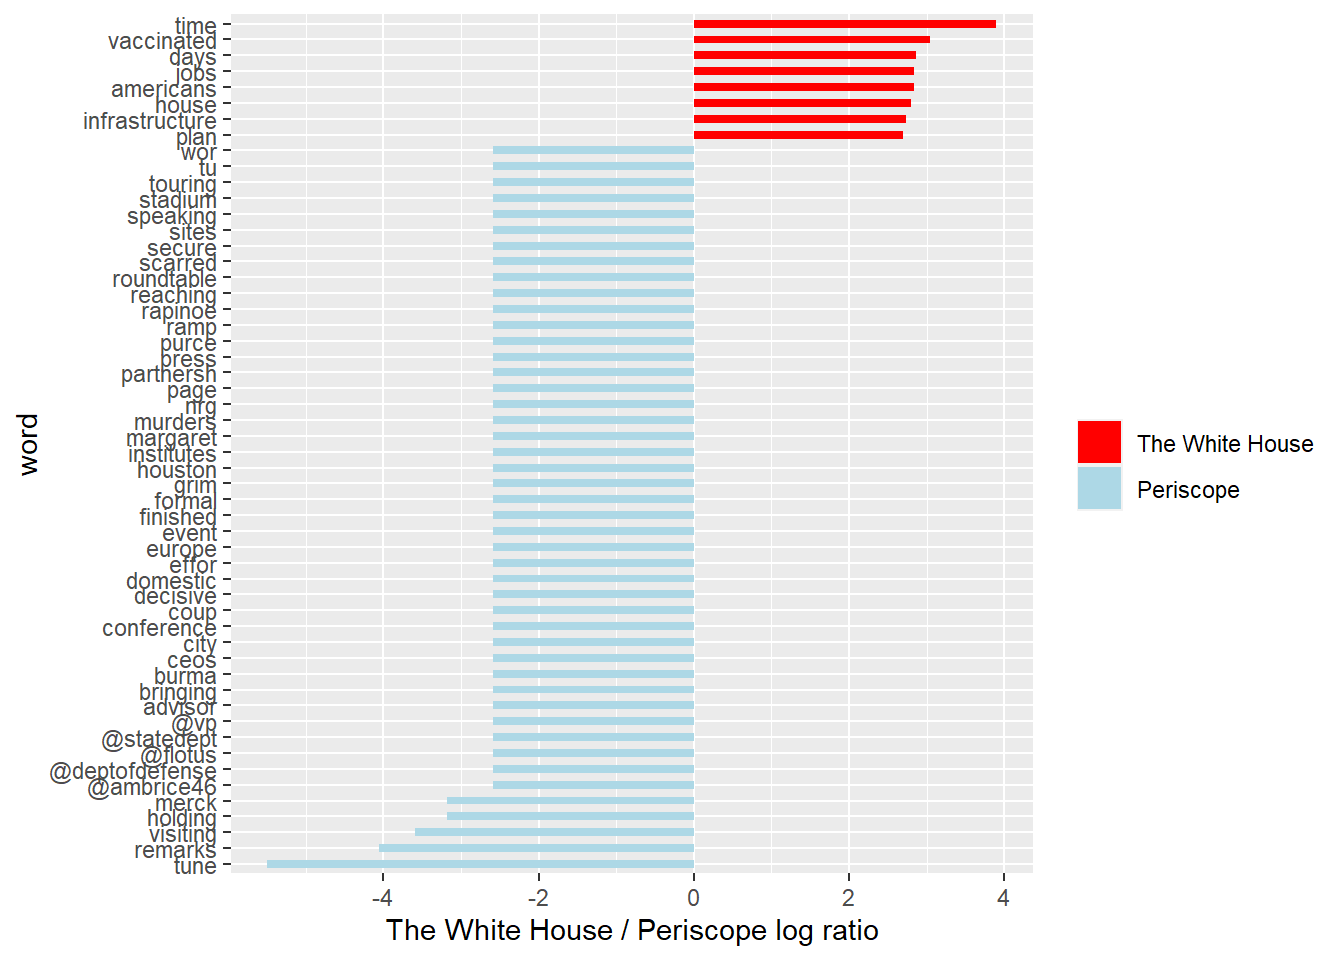 time
vaccinated
days
jobs
americans
house
infrastructure
plan
wor
tu
touring
stadium
speaking
sites
secure
scarred
roundtable
reaching
rapinoe
ramp
purce
press
parthersh
page
nrg
murders
margaret
institutes
houston
grim
formal
finished
event
europe
effor
domestic
decisive
coup
conference
city
ceos
burma
bringing
advisor
@vp
@statedept
@flotus
@deptofdefense
@ambrice46
merck
holding
visiting
remarks
tune
word
-4 -2 0 2 4
The White House / Periscope log ratio
The White House
Periscope